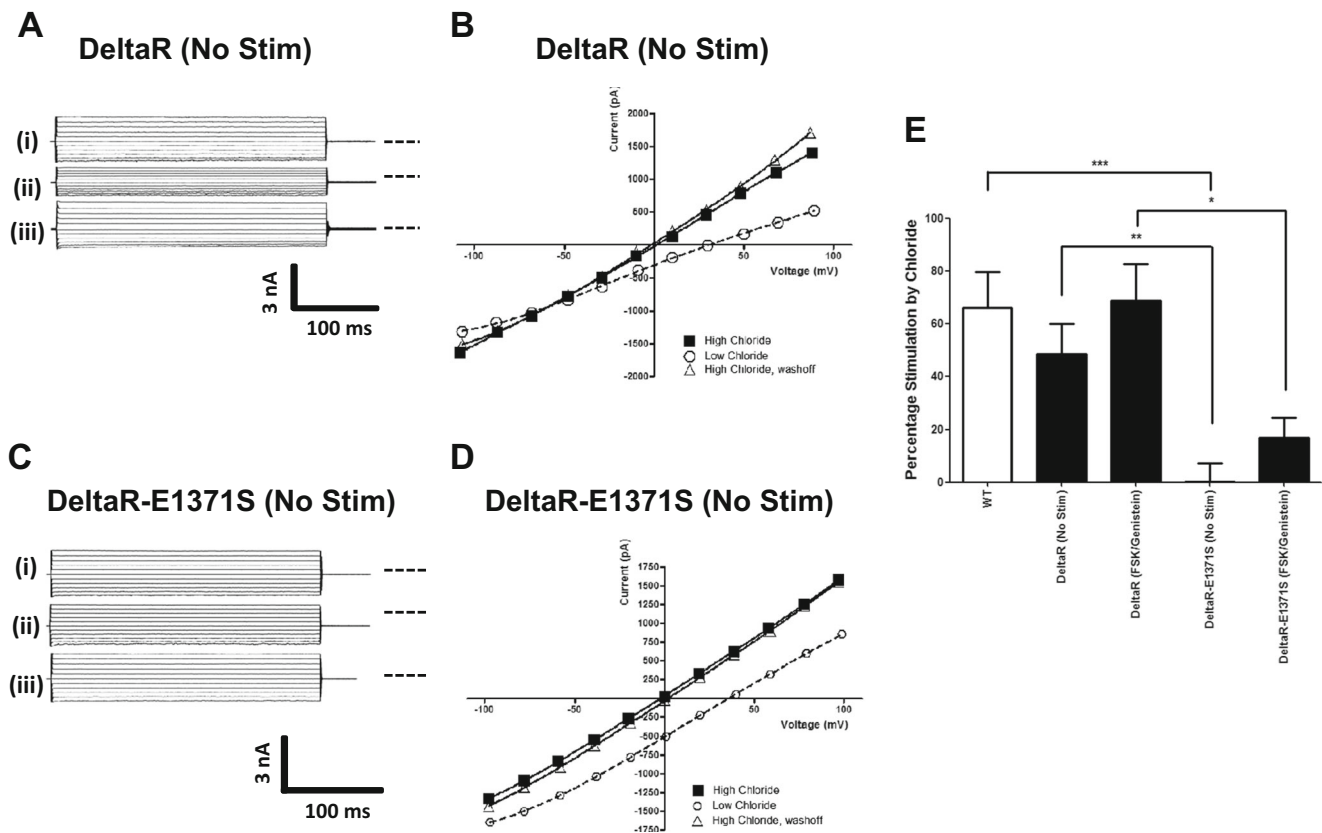 A
DeltaR (No Stim)
(i)
(ii)
(iii)
3 nA
100 ms
B
DeltaR (No Stim)
Current (pA)
2000
1500
1000
600
-100
-50
50
100
Voltage (mV)
-500
-1000
-1500
-2000
High Chloride
Low Chloride
High Chloride, washoff
C
DeltaR-E1371S (No Stim)
(i)
(ii)
(iii)
3 nA
100 ms
D
DeltaR-E1371S (No Stim)
Current (pA)
1750
1500
1250
1000
750
500
250
-100
-50
50
100
Voltage (mV)
-250
-500
-750
-1000
-1250
-1500
-1750
High Chloride
Low Chloride
High Chloride, washoff
E
***
*
**
Percentage Stimulation by Chloride
100
80
60
40
20
0
WT
DeltaR (No Stim)
DeltaR (FSK/Genistein)
DeltaR-E1371S (No Stim)
DeltaR-E1371S (FSK/Genistein)